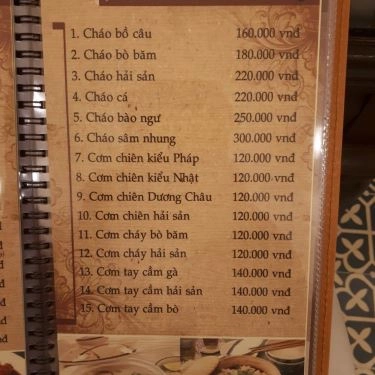 1. Cháo bồ câu 160.000 vnđ
2. Cháo bò băm 180.000 vnđ
3. Cháo hải sản 220.000 vnđ
4. Cháo cá 220.000 vnđ
5. Cháo bào ngư 250.000 vnđ
6. Cháo sâm nhung 300.000 vnđ
7. Cơm chiên kiểu Pháp 120.000 vnđ
8. Cơm chiên kiểu Nhật 120.000 vnđ
9. Cơm chiên Dương Châu 120.000 vnđ
10. Cơm chiên hải sản 120.000 vnđ
11. Cơm cháy bò băm 120.000 vnđ
12. Cơm cháy hải sản 120.000 vnđ
13. Cơm tay cầm gà 140.000 vnđ
14. Cơm tay cầm hải sản 140.000 vnđ
15. Cơm tay cầm bò 140.000 vnđ